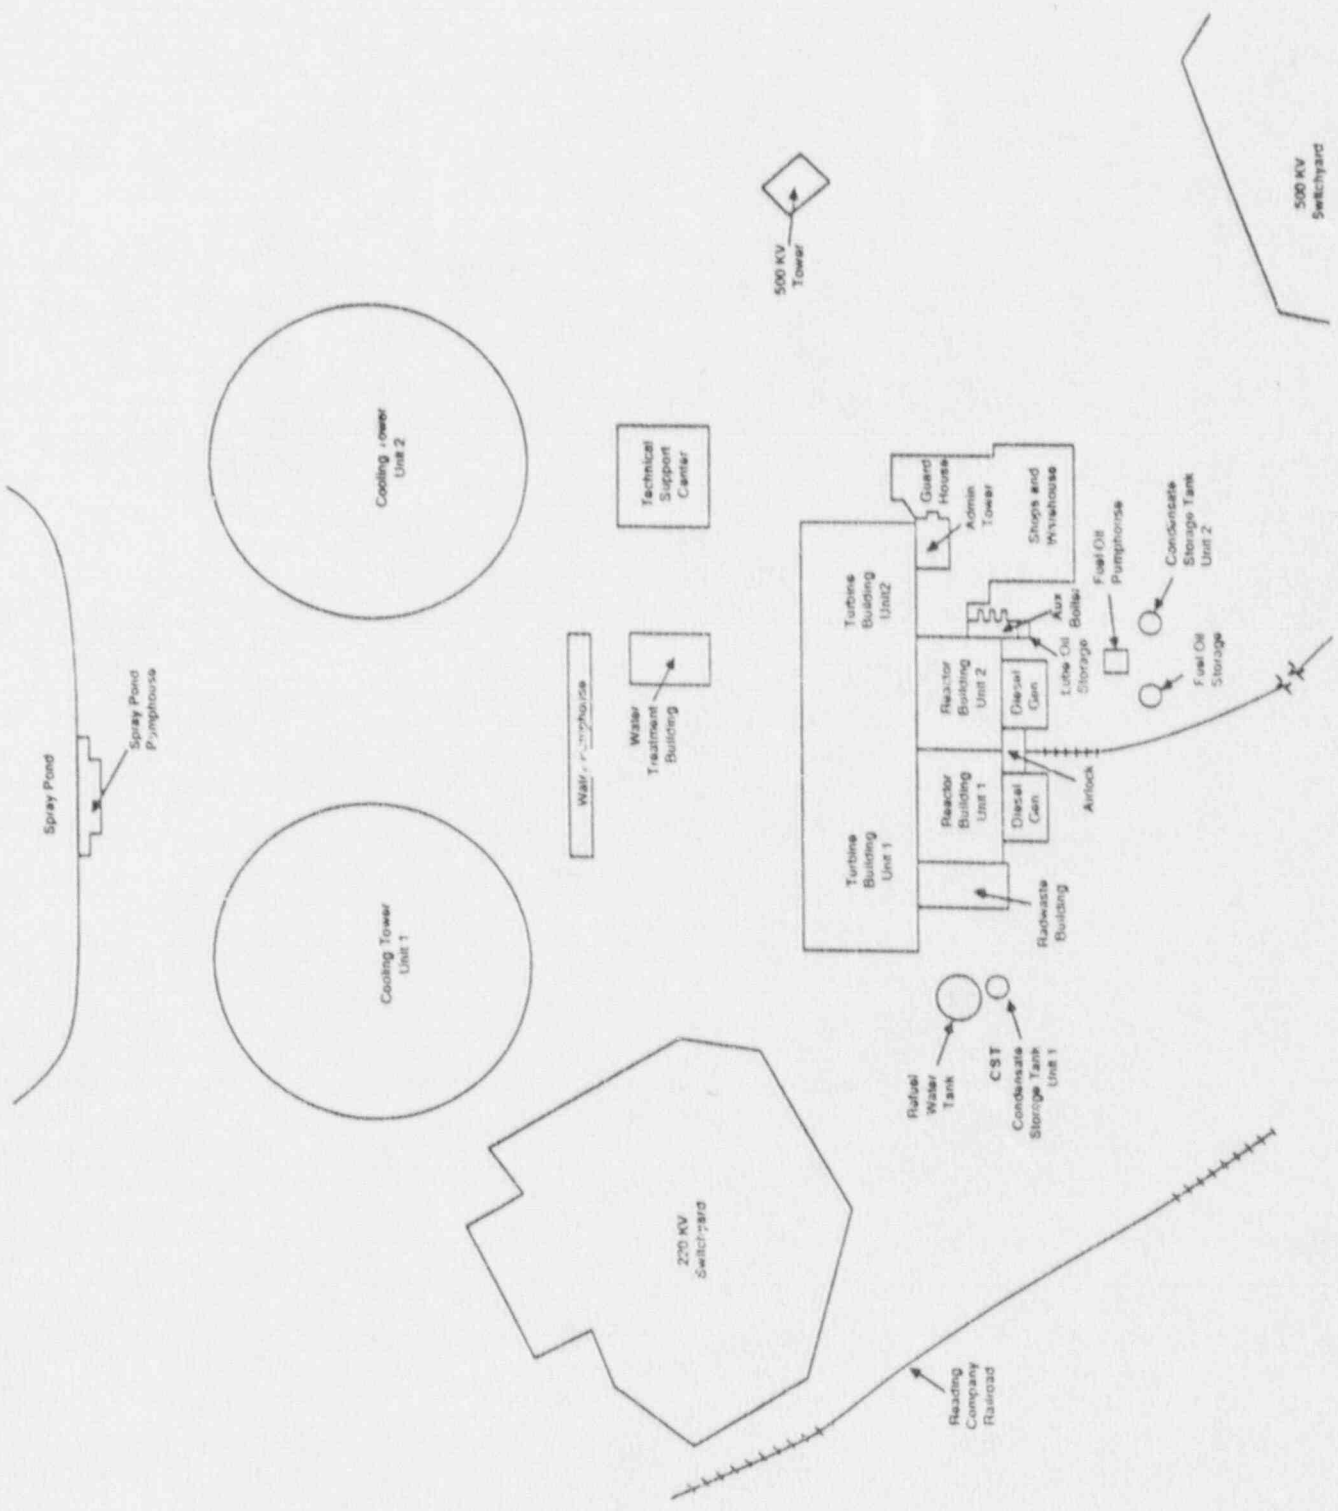 Spray Pond
Spray Pond
Pumphouse
Cooling Tower
Unit 1
Cooling Tower
Unit 2
220 KV
Switchyard
Water Pumphouse
Water
Treatment
Building
Technical
Support
Center
500 KV
Tower
500 KV
Switchyard
Turbine
Building
Unit 1
Turbine
Building
Unit2
Reactor
Building
Unit 1
Reactor
Building
Unit 2
Diesel
Gen
Diesel
Gen
Airlock
Radwaste
Building
Refuel
Water
Tank
CST
Condensate
Storage Tank
Unit 1
Reading
Company
Railroad
Guard
House
Admin
Tower
Shops and
Warehouse
Aux
Boiler
Lube Oil
Storage
Fuel Oil
Pumphouse
Condensate
Storage Tank
Unit 2
Fuel Oil
Storage